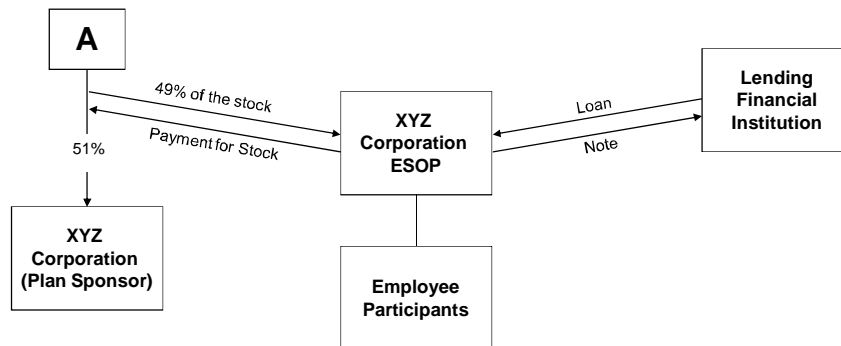 A
49% of the stock
Payment for Stock
51%
XYZ
Corporation
(Plan Sponsor)
XYZ
Corporation
ESOP
Employee
Participants
Loan
Note
Lending
Financial
Institution